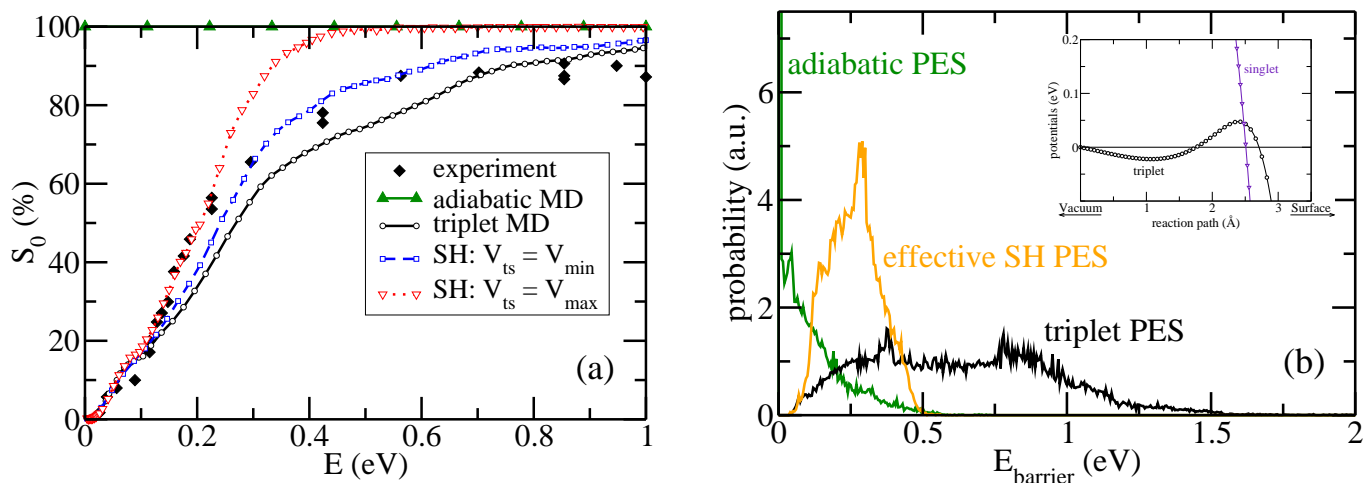 100
80
60
40
20
0
S0 (%)
0
0.2
0.4
0.6
0.8
1
E (eV)
experiment
adiabatic MD
triplet MD
SH: Vts = Vmin
SH: Vts = Vmax
(a)
6
4
2
0
probability (a.u.)
0
0.5
1
1.5
2
Ebarrier (eV)
adiabatic PES
effective SH PES
triplet PES
(b)
0.2
0.1
0
potentials (eV)
singlet
triplet
1
2
3
Vacuum
Surface
reaction path (Å)